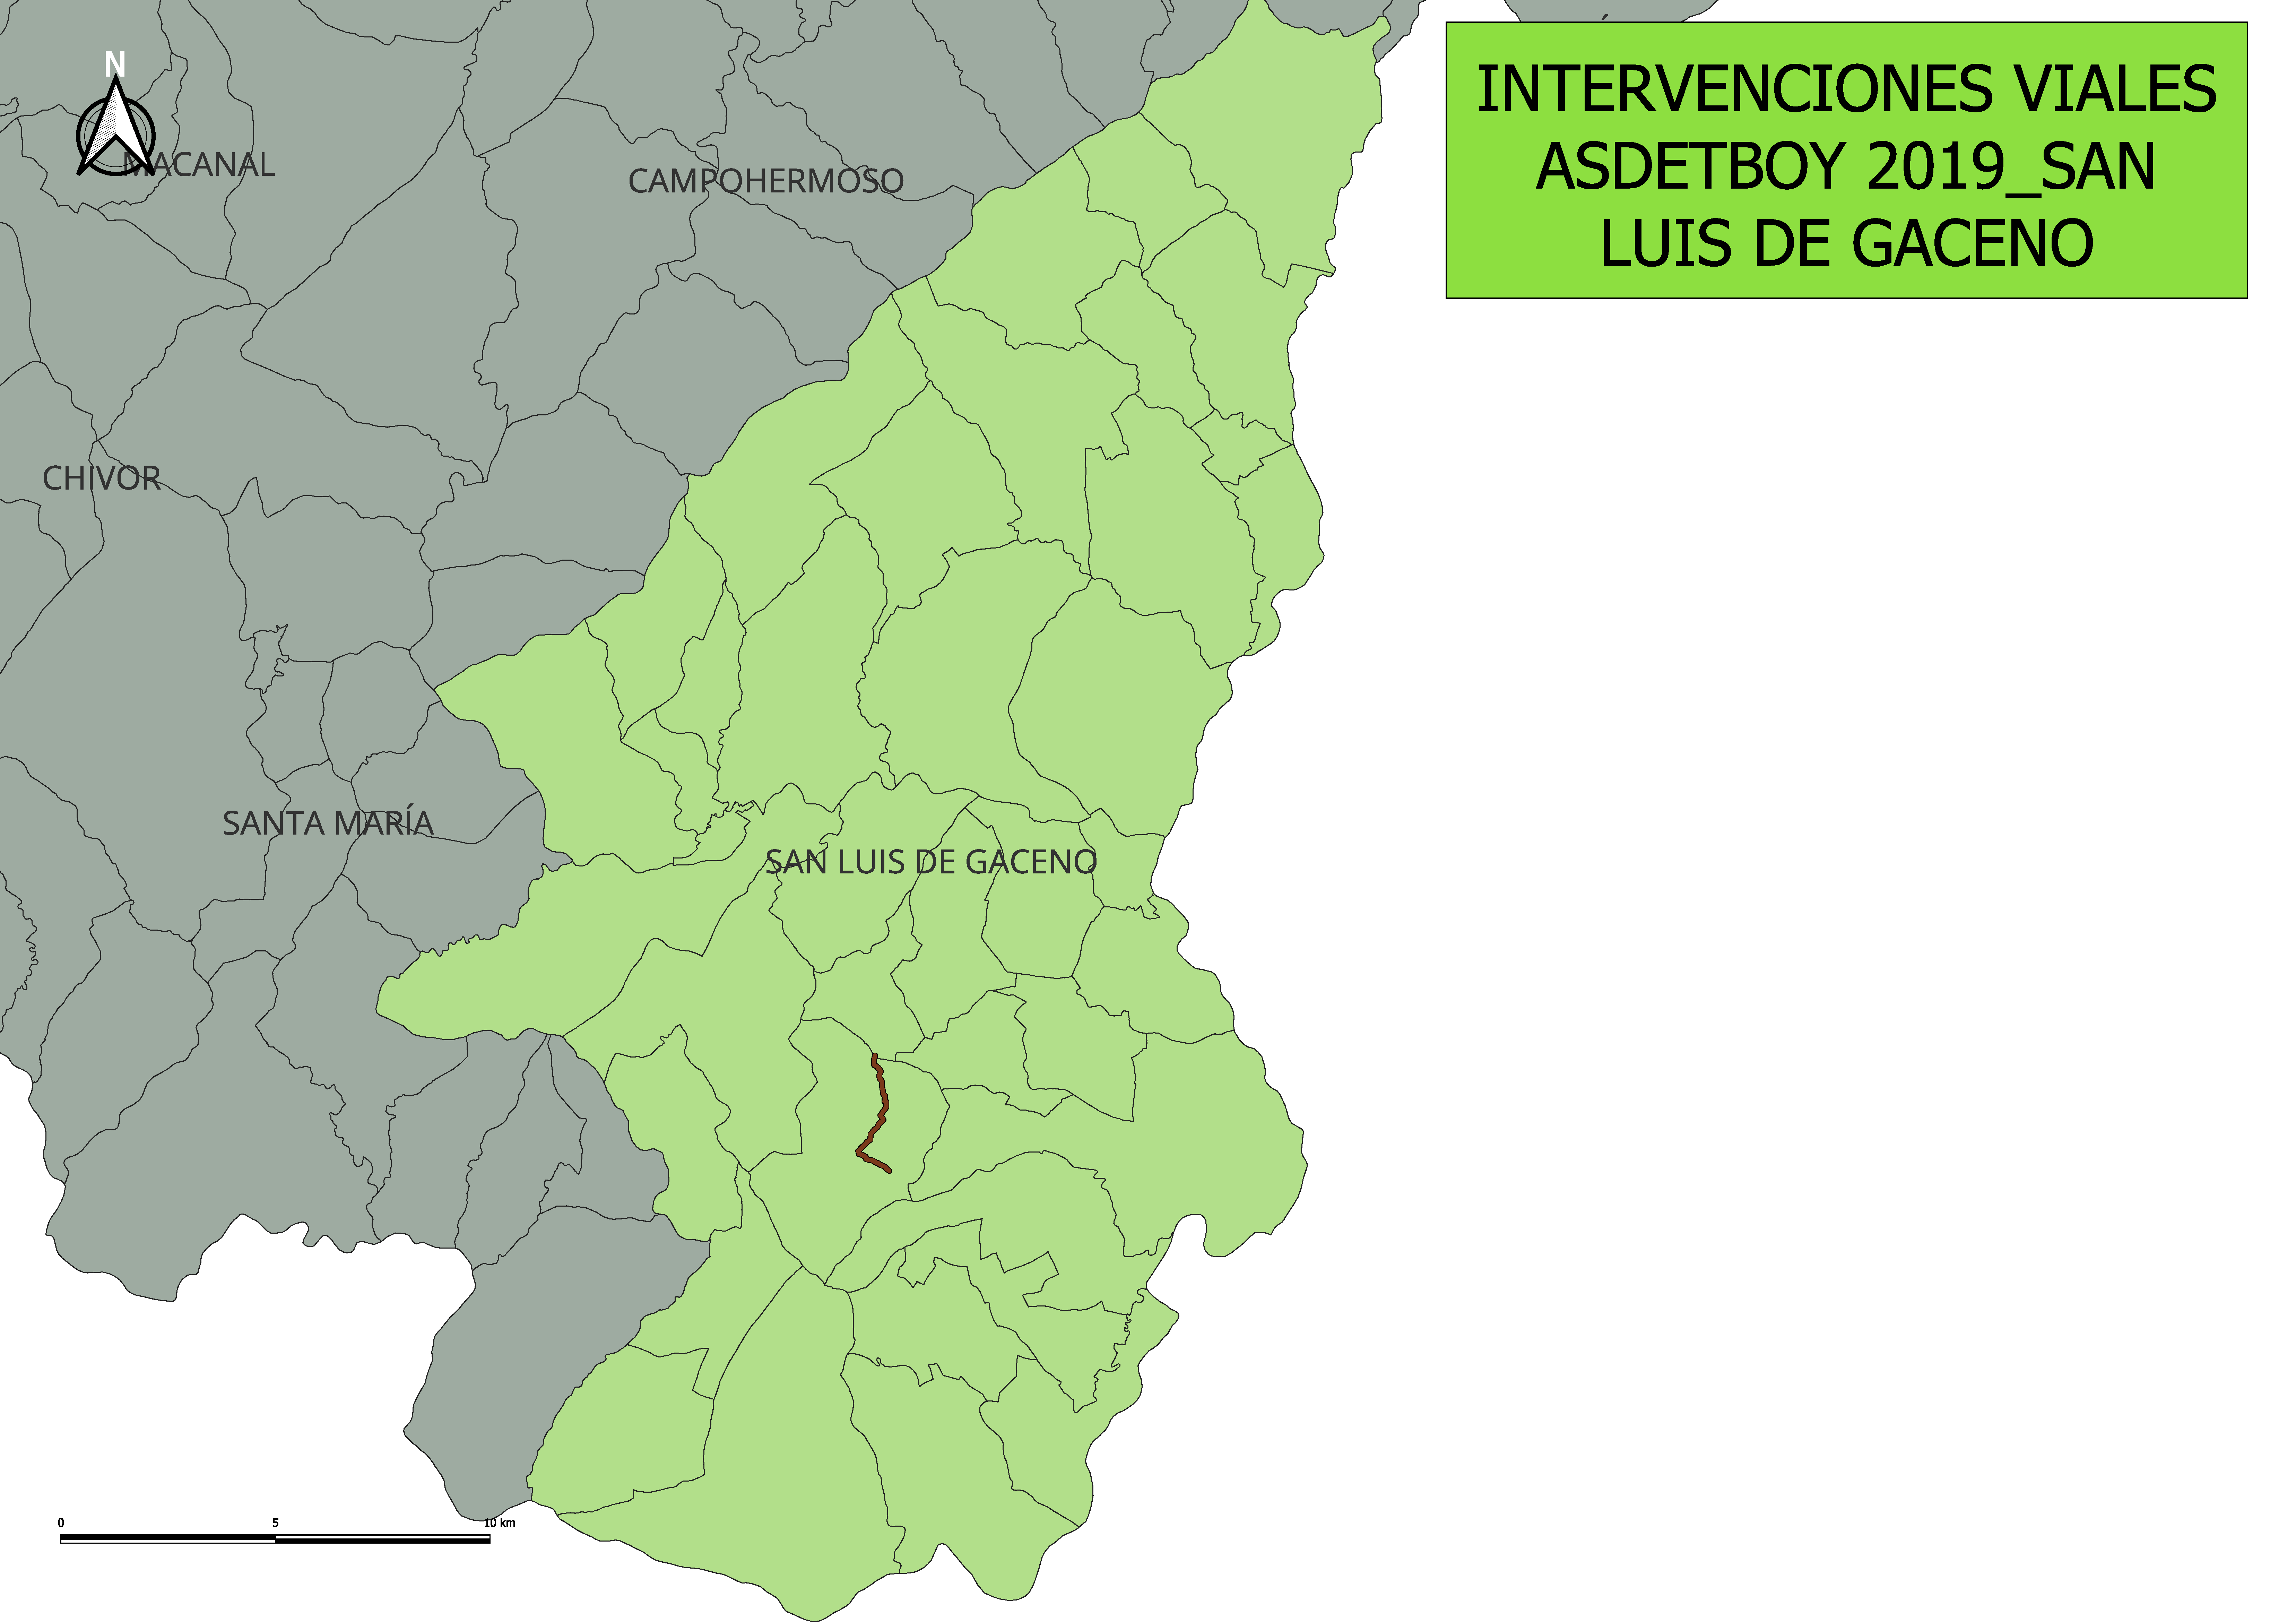 N
INTERVENCIONES VIALES
ASDETBOY 2019_SAN
LUIS DE GACENO
MACANAL
CAMPOHERMOSO
CHIVOR
SANTA MARÍA
SAN LUIS DE GACENO
0 5 10 km